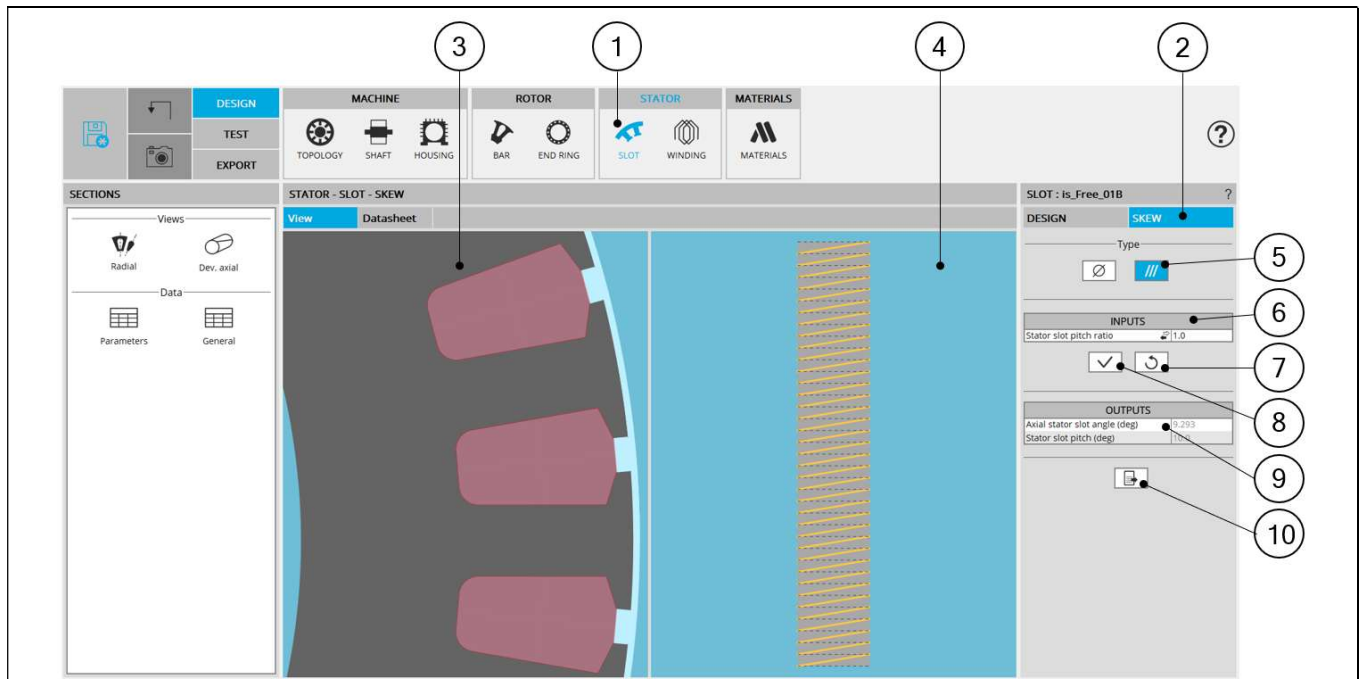 3
1
4
2
DESIGN
TEST
EXPORT
MACHINE
TOPOLOGY
SHAFT
HOUSING
ROTOR
BAR
END RING
STATOR
SLOT
WINDING
MATERIALS
MATERIALS
?
SECTIONS
Views
Radial
Dev. axial
Data
Parameters
General
STATOR - SLOT - SKEW
View
Datasheet
SLOT : is_Free_01B
?
DESIGN
SKEW
Type
INPUTS
Stator slot pitch ratio 1.0
OUTPUTS
Axial stator slot angle (deg) 9.293
Stator slot pitch (deg) 10.0
5
6
7
8
9
10